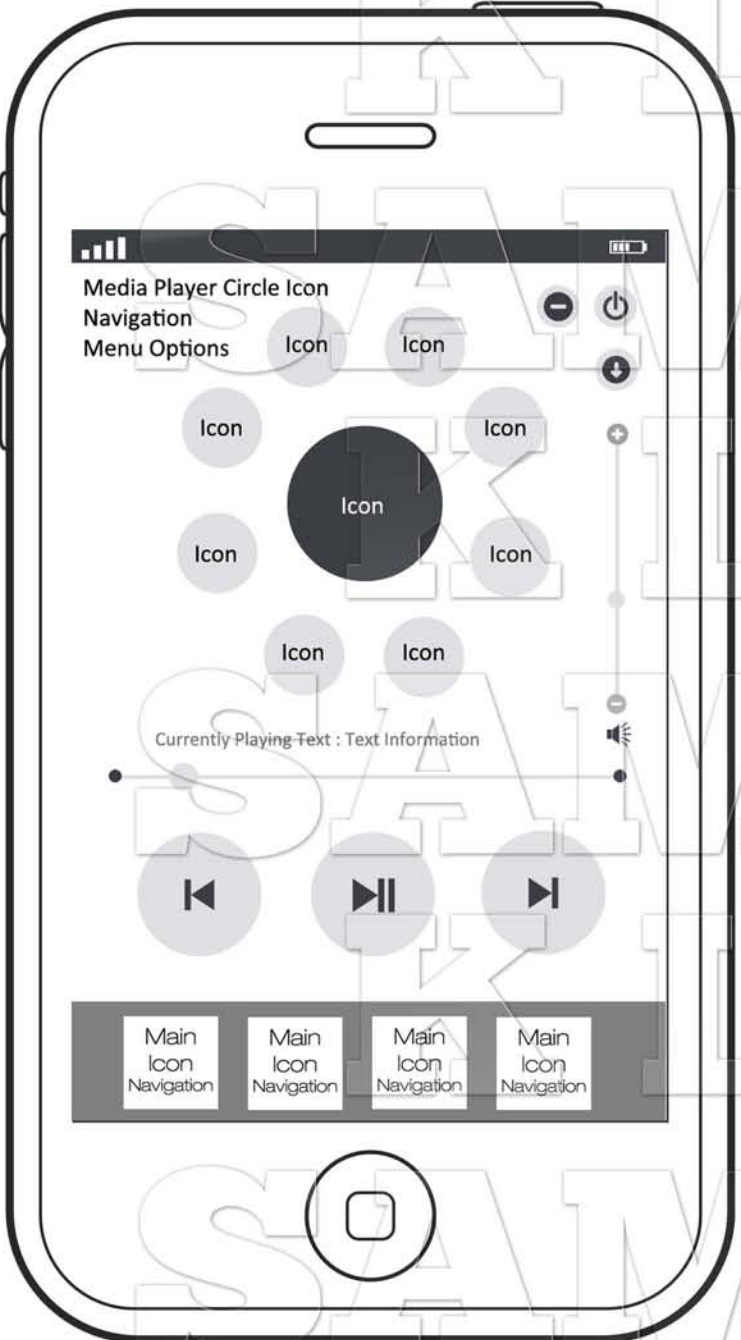 Media Player Circle Icon
Navigation
Menu Options
Icon
Icon
Icon
Icon
Icon
Icon
Icon
Icon
Icon
Currently Playing Text : Text Information
Main
Icon
Navigation
Main
Icon
Navigation
Main
Icon
Navigation
Main
Icon
Navigation